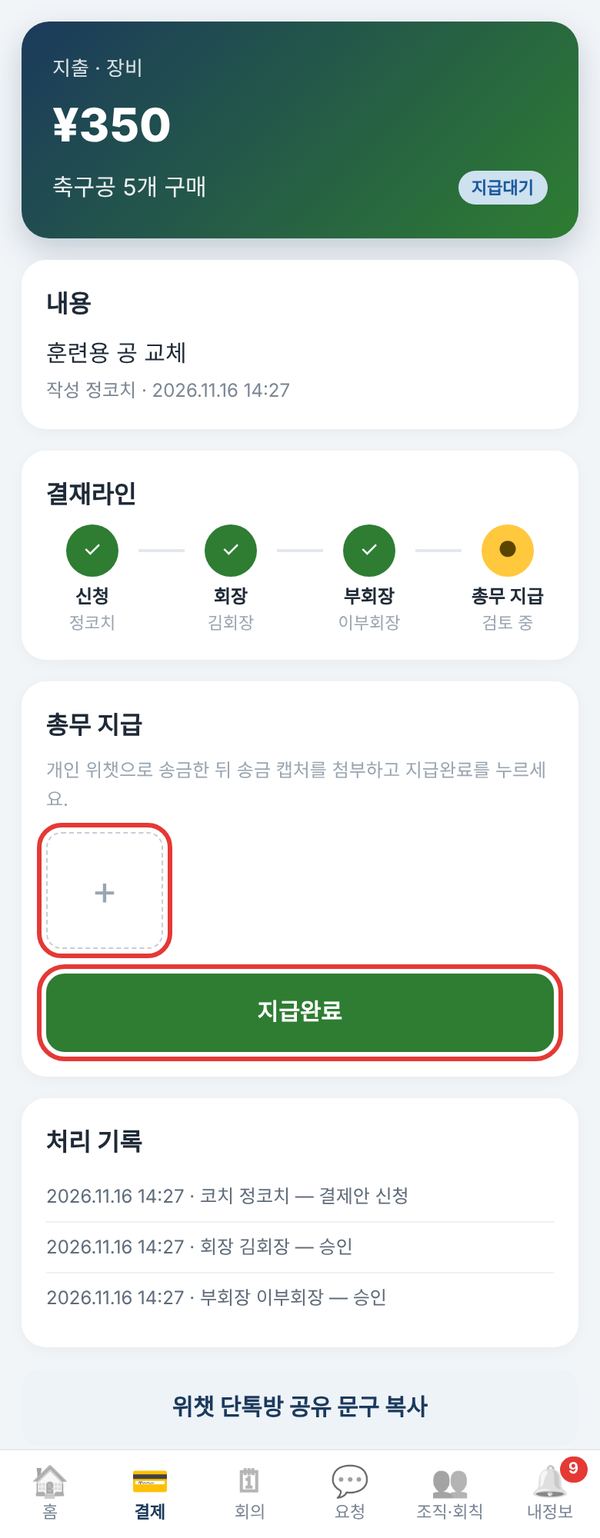 지출 · 장비
¥350
축구공 5개 구매
지급대기
내용
훈련용 공 교체
작성 정코치 · 2026.11.16 14:27
결재라인
신청
회장
부회장
총무 지급
정코치
김회장
이부회장
검토 중
총무 지급
개인 위챗으로 송금한 뒤 송금 캡처를 첨부하고 지급완료를 누르세
요.
+
지급완료
처리 기록
2026.11.16 14:27 · 코치 정코치 — 결제안 신청
2026.11.16 14:27 · 회장 김회장 — 승인
2026.11.16 14:27 · 부회장 이부회장 — 승인
위챗 단톡방 공유 문구 복사
9
홈
결제
회의
요청
조직·회칙
내정보